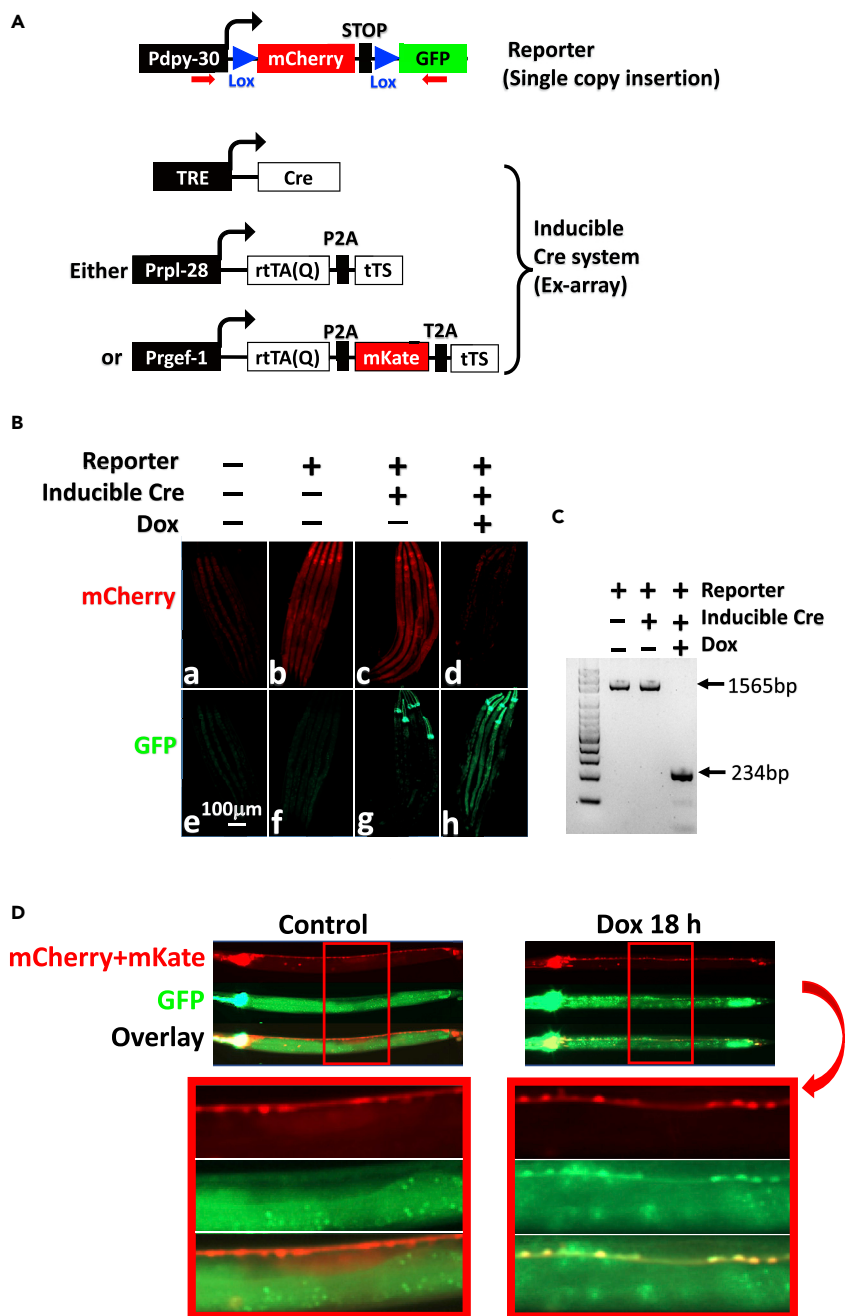 A
Pdpy-30 mCherry STOP GFP
Lox Lox
Reporter
(Single copy insertion)
TRE Cre
Either Prpl-28 rtTA(Q) P2A tTS
or Prgef-1 rtTA(Q) P2A mKate T2A tTS
Inducible
Cre system
(Ex-array)
B
Reporter − + + +
Inducible Cre − − + +
Dox − − − +
mCherry
a b c d
GFP
100μm
e f g h
C
+ + + Reporter
− + + Inducible Cre
− − + Dox
1565bp
234bp
D
Control Dox 18 h
mCherry+mKate
GFP
Overlay